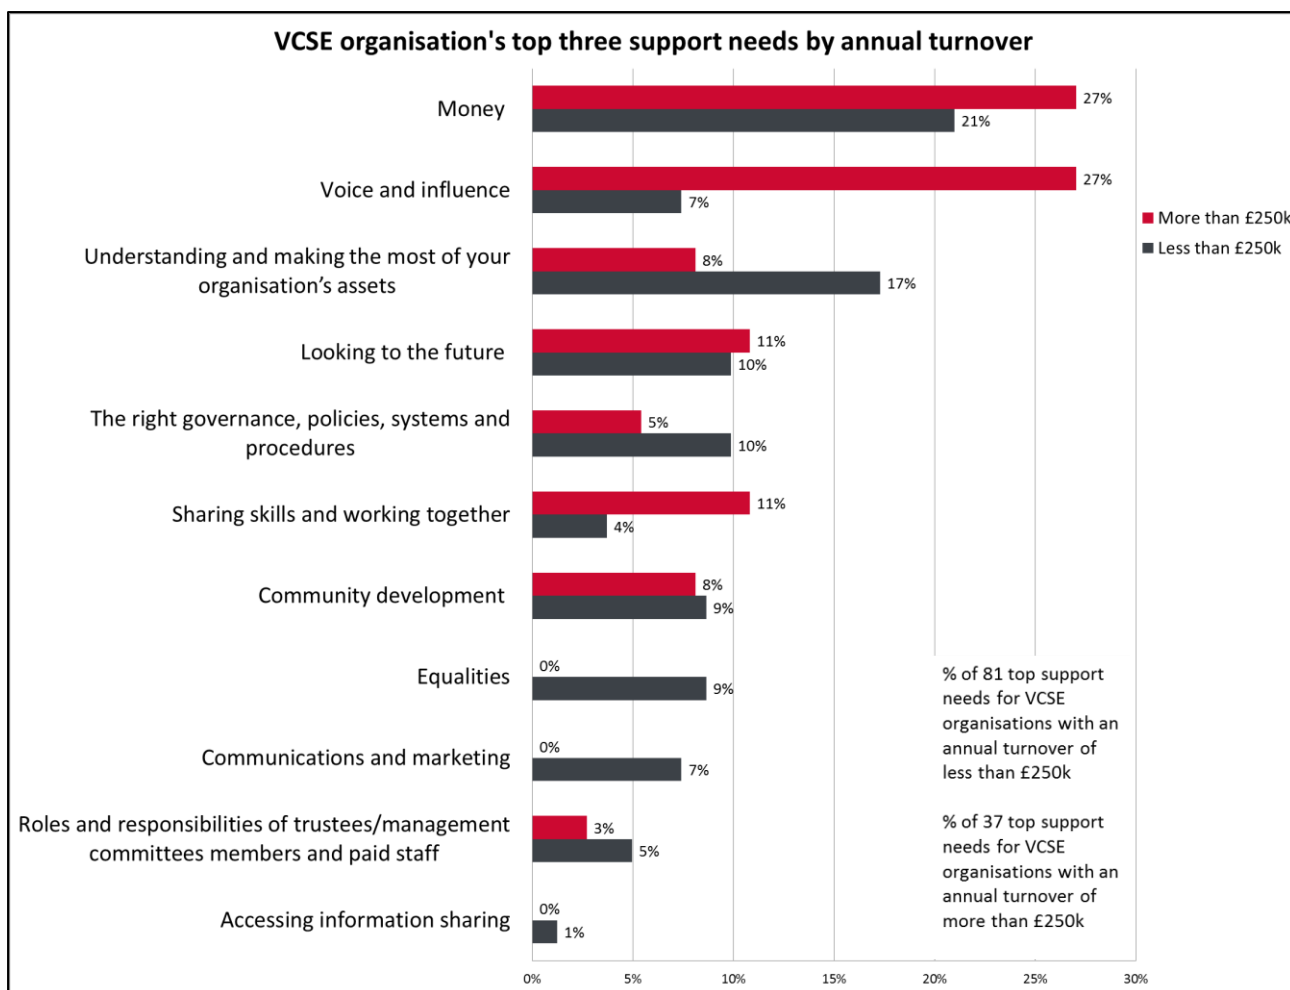 VCSE organisation's top three support needs by annual turnover
Money
27%
21%
Voice and influence
27%
7%
More than £250k
Less than £250k
Understanding and making the most of your
organisation’s assets
8%
17%
Looking to the future
11%
10%
The right governance, policies, systems and
procedures
5%
10%
Sharing skills and working together
11%
4%
Community development
8%
9%
Equalities
0%
9%
Communications and marketing
0%
7%
Roles and responsibilities of trustees/management
committees members and paid staff
3%
5%
Accessing information sharing
0%
1%
% of 81 top support
needs for VCSE
organisations with an
annual turnover of
less than £250k
% of 37 top support
needs for VCSE
organisations with an
annual turnover of
more than £250k
0% 5% 10% 15% 20% 25% 30%